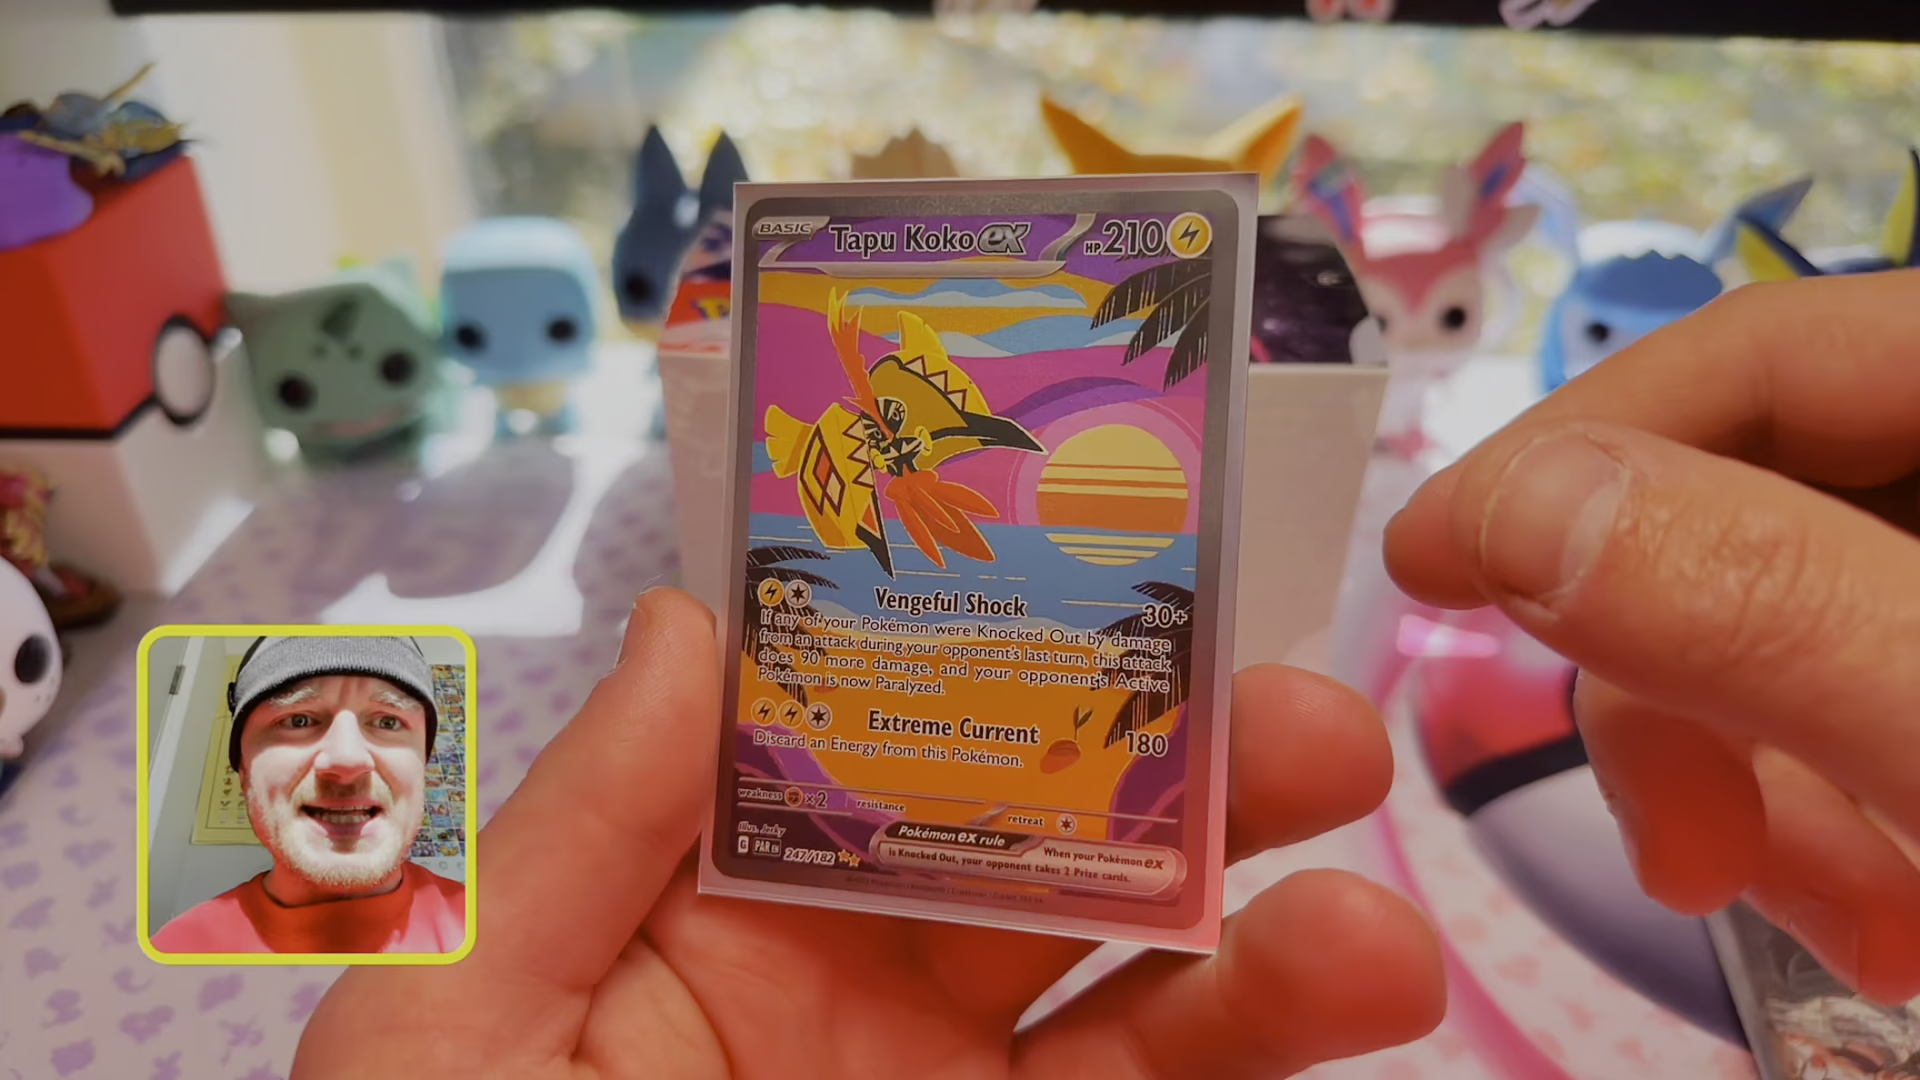 BASIC Tapu Koko ex HP 210
Vengeful Shock 30+
If any of your Pokémon were Knocked Out by damage
from an attack during your opponent's last turn, this attack
does 90 more damage, and your opponent's Active
Pokémon is now Paralyzed.
Extreme Current 180
Discard an Energy from this Pokémon.
weakness ×2 resistance
retreat
Illus. Jerky
G PAR EN 247/182
Pokémon ex rule
When your Pokémon ex
is Knocked Out, your opponent takes 2 Prize cards.